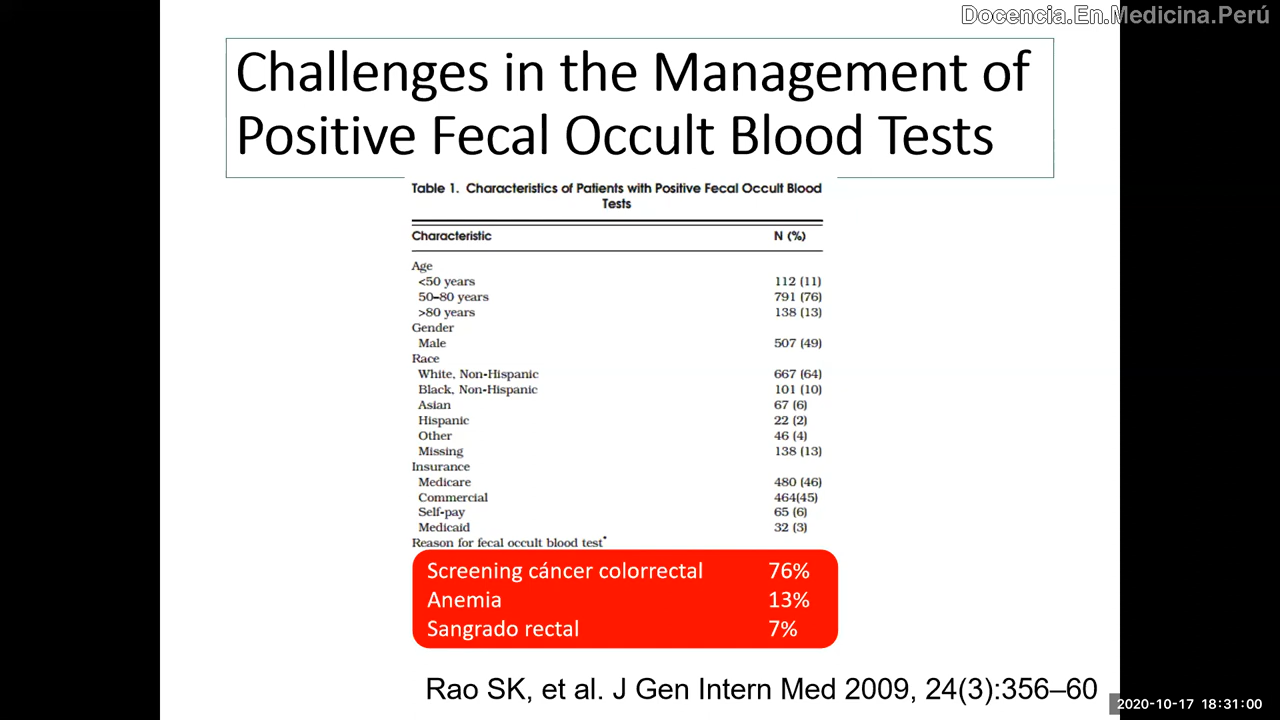 Docencia.En.Medicina.Perú
Challenges in the Management of
Positive Fecal Occult Blood Tests
Table 1. Characteristics of Patients with Positive Fecal Occult Blood
Tests
Characteristic N (%)
Age
<50 years 112 (11)
50–80 years 791 (76)
>80 years 138 (13)
Gender
Male 507 (49)
Race
White, Non-Hispanic 667 (64)
Black, Non-Hispanic 101 (10)
Asian 67 (6)
Hispanic 22 (2)
Other 46 (4)
Missing 138 (13)
Insurance
Medicare 480 (46)
Commercial 464(45)
Self-pay 65 (6)
Medicaid 32 (3)
Reason for fecal occult blood test*
Screening cáncer colorrectal 76%
Anemia 13%
Sangrado rectal 7%
Rao SK, et al. J Gen Intern Med 2009, 24(3):356–60
2020-10-17 18:31:00